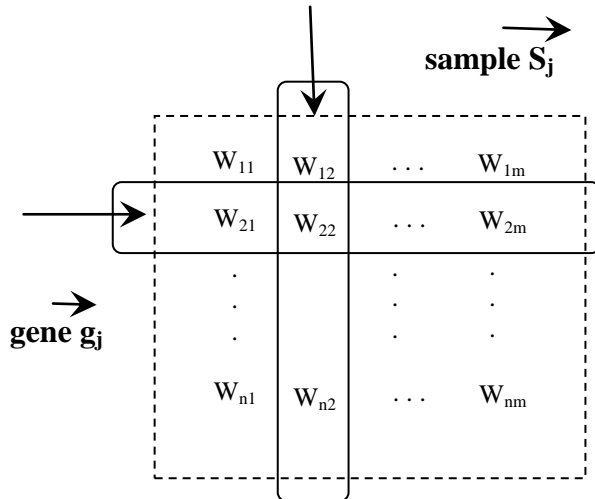 sample Sj
W11 W12 ... W1m
W21 W22 ... W2m
. . .
. . .
gene gj . . .
Wn1 Wn2 ... Wnm